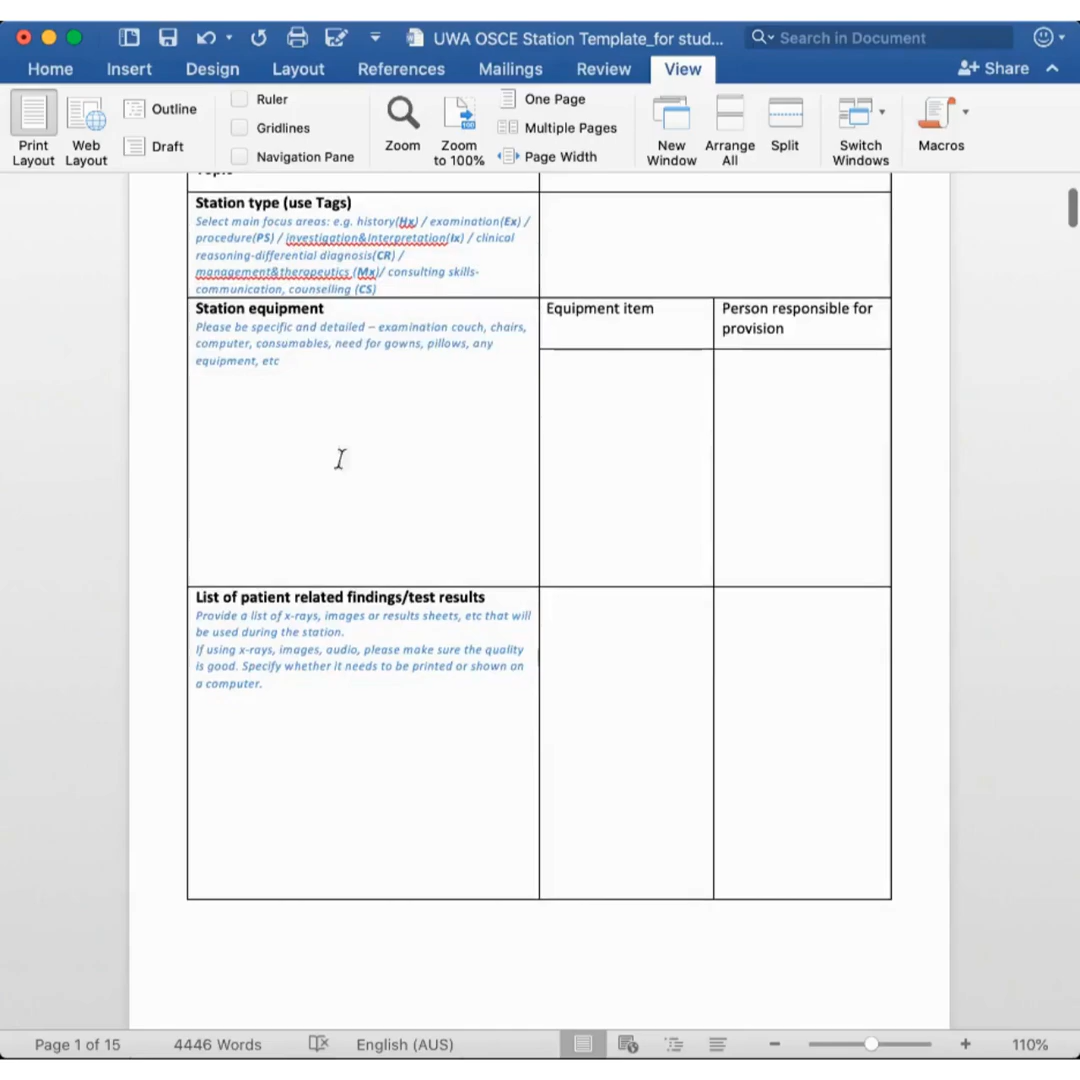 UWA OSCE Station Template_for stud...
Search in Document
Home
Insert
Design
Layout
References
Mailings
Review
View
Share
Print Layout
Web Layout
Outline
Draft
Ruler
Gridlines
Navigation Pane
Zoom
Zoom to 100%
100
One Page
Multiple Pages
Page Width
New Window
Arrange All
Split
Switch Windows
Macros
Topic
Station type (use Tags)
Select main focus areas: e.g. history(Hx) / examination(Ex) /
procedure(PS) / investigation&Interpretation(Ix) / clinical
reasoning-differential diagnosis(CR) /
management&therapeutics (Mx)/ consulting skills-
communication, counselling (CS)
Station equipment
Please be specific and detailed – examination couch, chairs,
computer, consumables, need for gowns, pillows, any
equipment, etc
Equipment item
Person responsible for
provision
List of patient related findings/test results
Provide a list of x-rays, images or results sheets, etc that will
be used during the station.
If using x-rays, images, audio, please make sure the quality
is good. Specify whether it needs to be printed or shown on
a computer.
Page 1 of 15
4446 Words
English (AUS)
110%